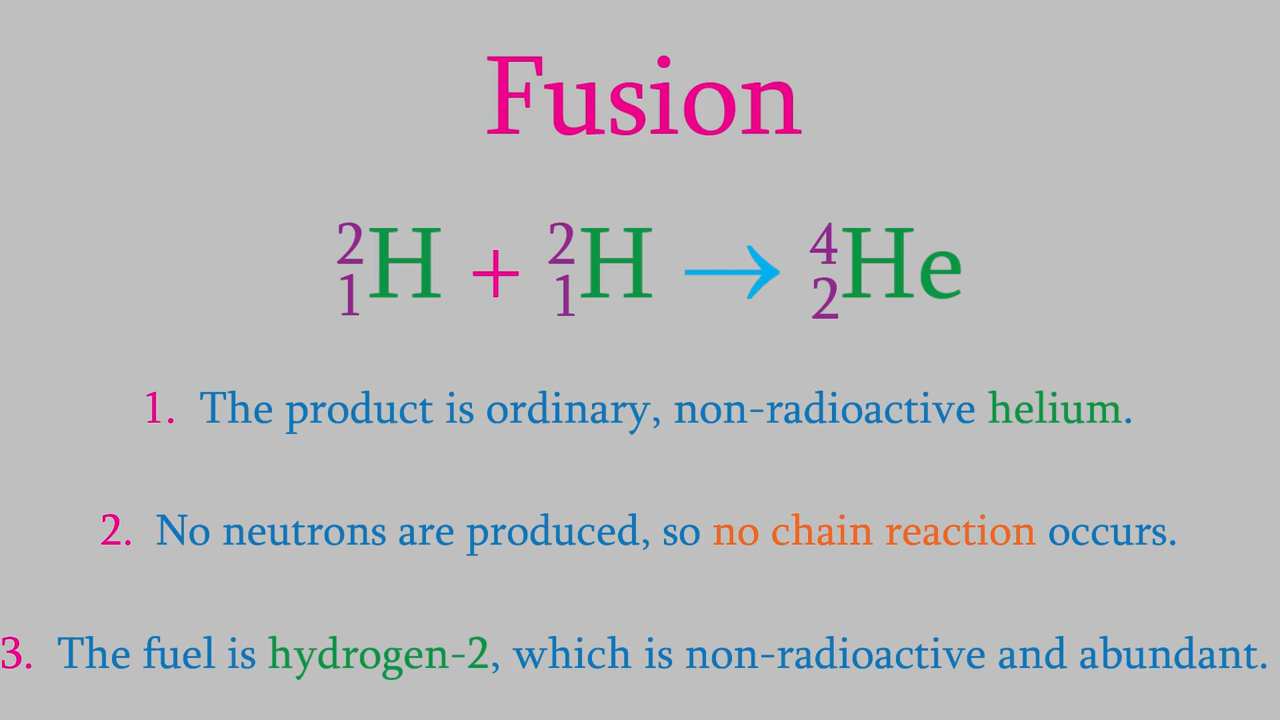 Fusion
²₁H + ²₁H → ⁴₂He
1. The product is ordinary, non-radioactive helium.
2. No neutrons are produced, so no chain reaction occurs.
3. The fuel is hydrogen-2, which is non-radioactive and abundant.